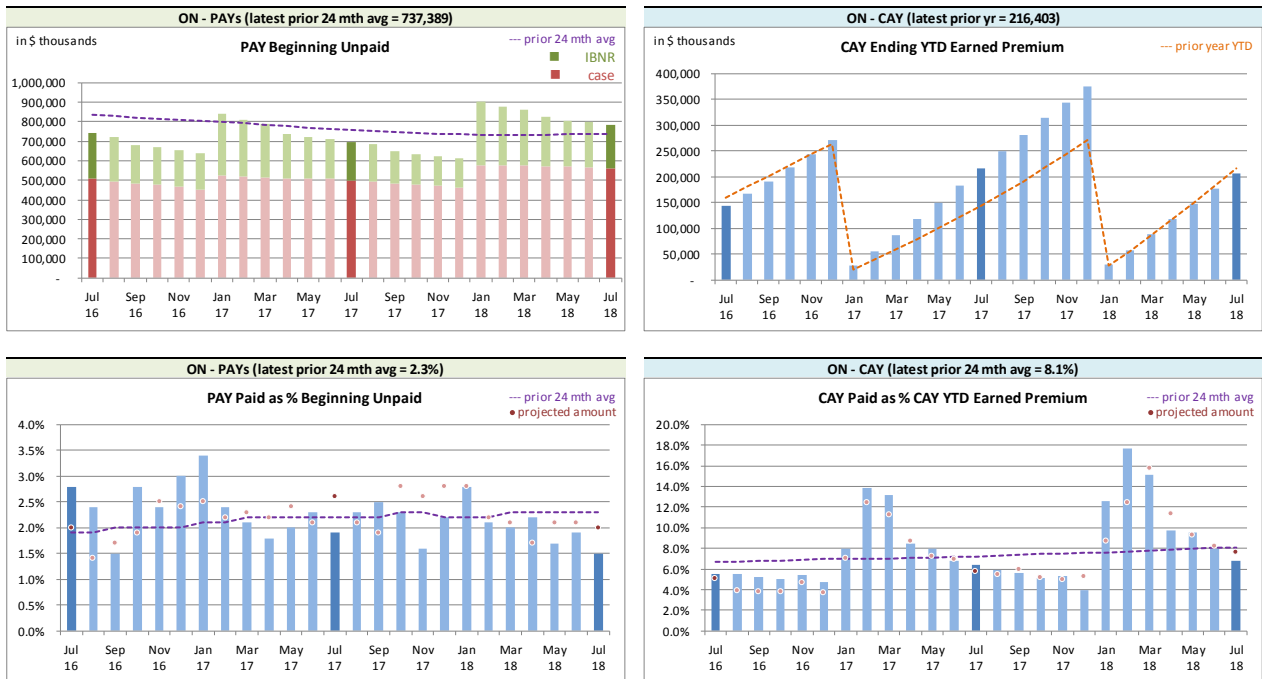 ON - PAYs (latest prior 24 mth avg = 737,389)
in $ thousands
PAY Beginning Unpaid
--- prior 24 mth avg
IBNR
case
1,000,000
900,000
800,000
700,000
600,000
500,000
400,000
300,000
200,000
100,000
-
Jul Sep Nov Jan Mar May Jul Sep Nov Jan Mar May Jul
16 16 16 17 17 17 17 17 17 18 18 18 18
ON - CAY (latest prior yr = 216,403)
in $ thousands
CAY Ending YTD Earned Premium
--- prior year YTD
400,000
350,000
300,000
250,000
200,000
150,000
100,000
50,000
-
Jul Sep Nov Jan Mar May Jul Sep Nov Jan Mar May Jul
16 16 16 17 17 17 17 17 17 18 18 18 18
ON - PAYs (latest prior 24 mth avg = 2.3%)
PAY Paid as % Beginning Unpaid
--- prior 24 mth avg
projected amount
4.0%
3.5%
3.0%
2.5%
2.0%
1.5%
1.0%
0.5%
0.0%
Jul Sep Nov Jan Mar May Jul Sep Nov Jan Mar May Jul
16 16 16 17 17 17 17 17 17 18 18 18 18
ON - CAY (latest prior 24 mth avg = 8.1%)
CAY Paid as % CAY YTD Earned Premium
--- prior 24 mth avg
projected amount
20.0%
18.0%
16.0%
14.0%
12.0%
10.0%
8.0%
6.0%
4.0%
2.0%
0.0%
Jul Sep Nov Jan Mar May Jul Sep Nov Jan Mar May Jul
16 16 16 17 17 17 17 17 17 18 18 18 18